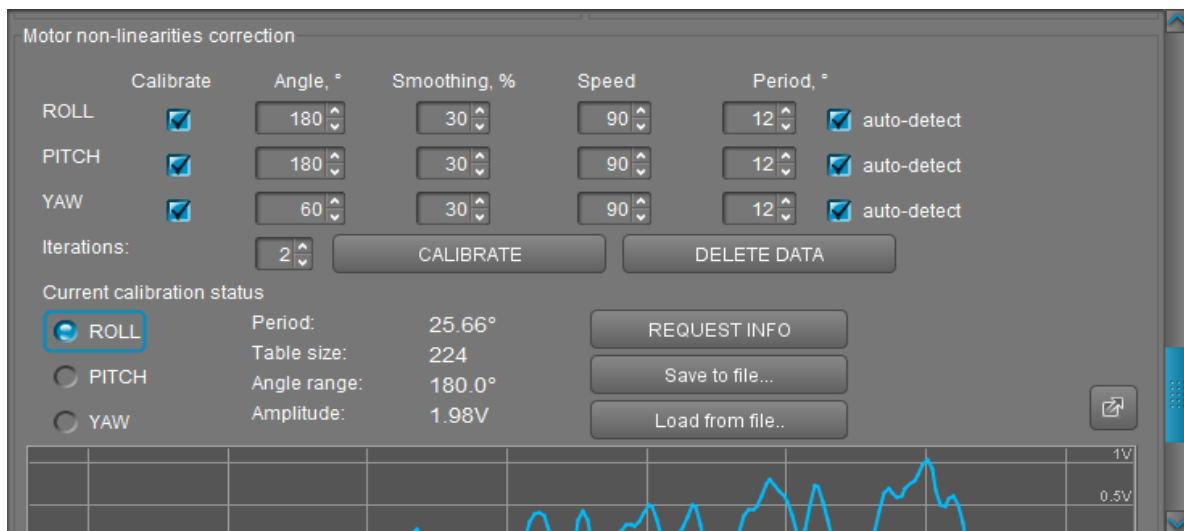 Motor non-linearities correction
Calibrate Angle, ° Smoothing, % Speed Period, °
ROLL 180 30 90 12 auto-detect
PITCH 180 30 90 12 auto-detect
YAW 60 30 90 12 auto-detect
Iterations: 2 CALIBRATE DELETE DATA
Current calibration status
ROLL Period: 25.66° REQUEST INFO
Table size: 224
PITCH Angle range: 180.0° Save to file...
YAW Amplitude: 1.98V Load from file..
1V
0.5V